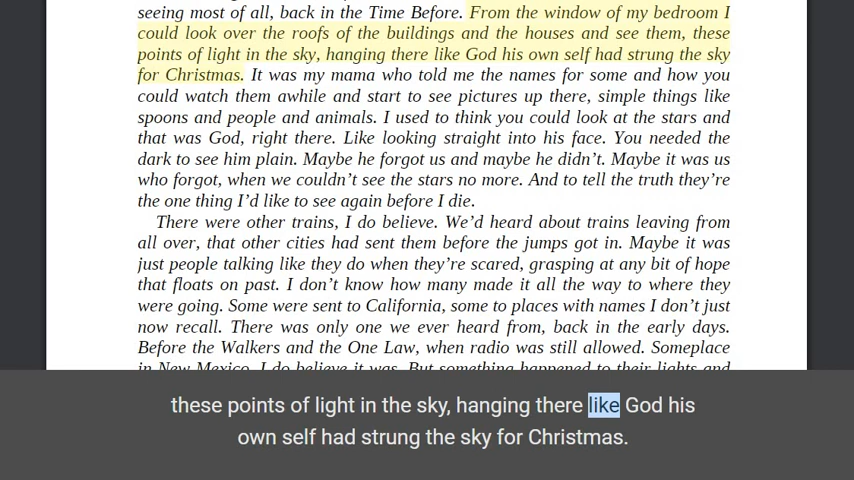 seeing most of all, back in the Time Before. From the window of my bedroom I
could look over the roofs of the buildings and the houses and see them, these
points of light in the sky, hanging there like God his own self had strung the sky
for Christmas. It was my mama who told me the names for some and how you
could watch them awhile and start to see pictures up there, simple things like
spoons and people and animals. I used to think you could look at the stars and
that was God, right there. Like looking straight into his face. You needed the
dark to see him plain. Maybe he forgot us and maybe he didn’t. Maybe it was us
who forgot, when we couldn’t see the stars no more. And to tell the truth they’re
the one thing I’d like to see again before I die.
There were other trains, I do believe. We’d heard about trains leaving from
all over, that other cities had sent them before the jumps got in. Maybe it was
just people talking like they do when they’re scared, grasping at any bit of hope
that floats on past. I don’t know how many made it all the way to where they
were going. Some were sent to California, some to places with names I don’t just
now recall. There was only one we ever heard from, back in the early days.
Before the Walkers and the One Law, when radio was still allowed. Someplace
in New Mexico, I do believe it was. But something happened to their lights and
these points of light in the sky, hanging there like God his
own self had strung the sky for Christmas.